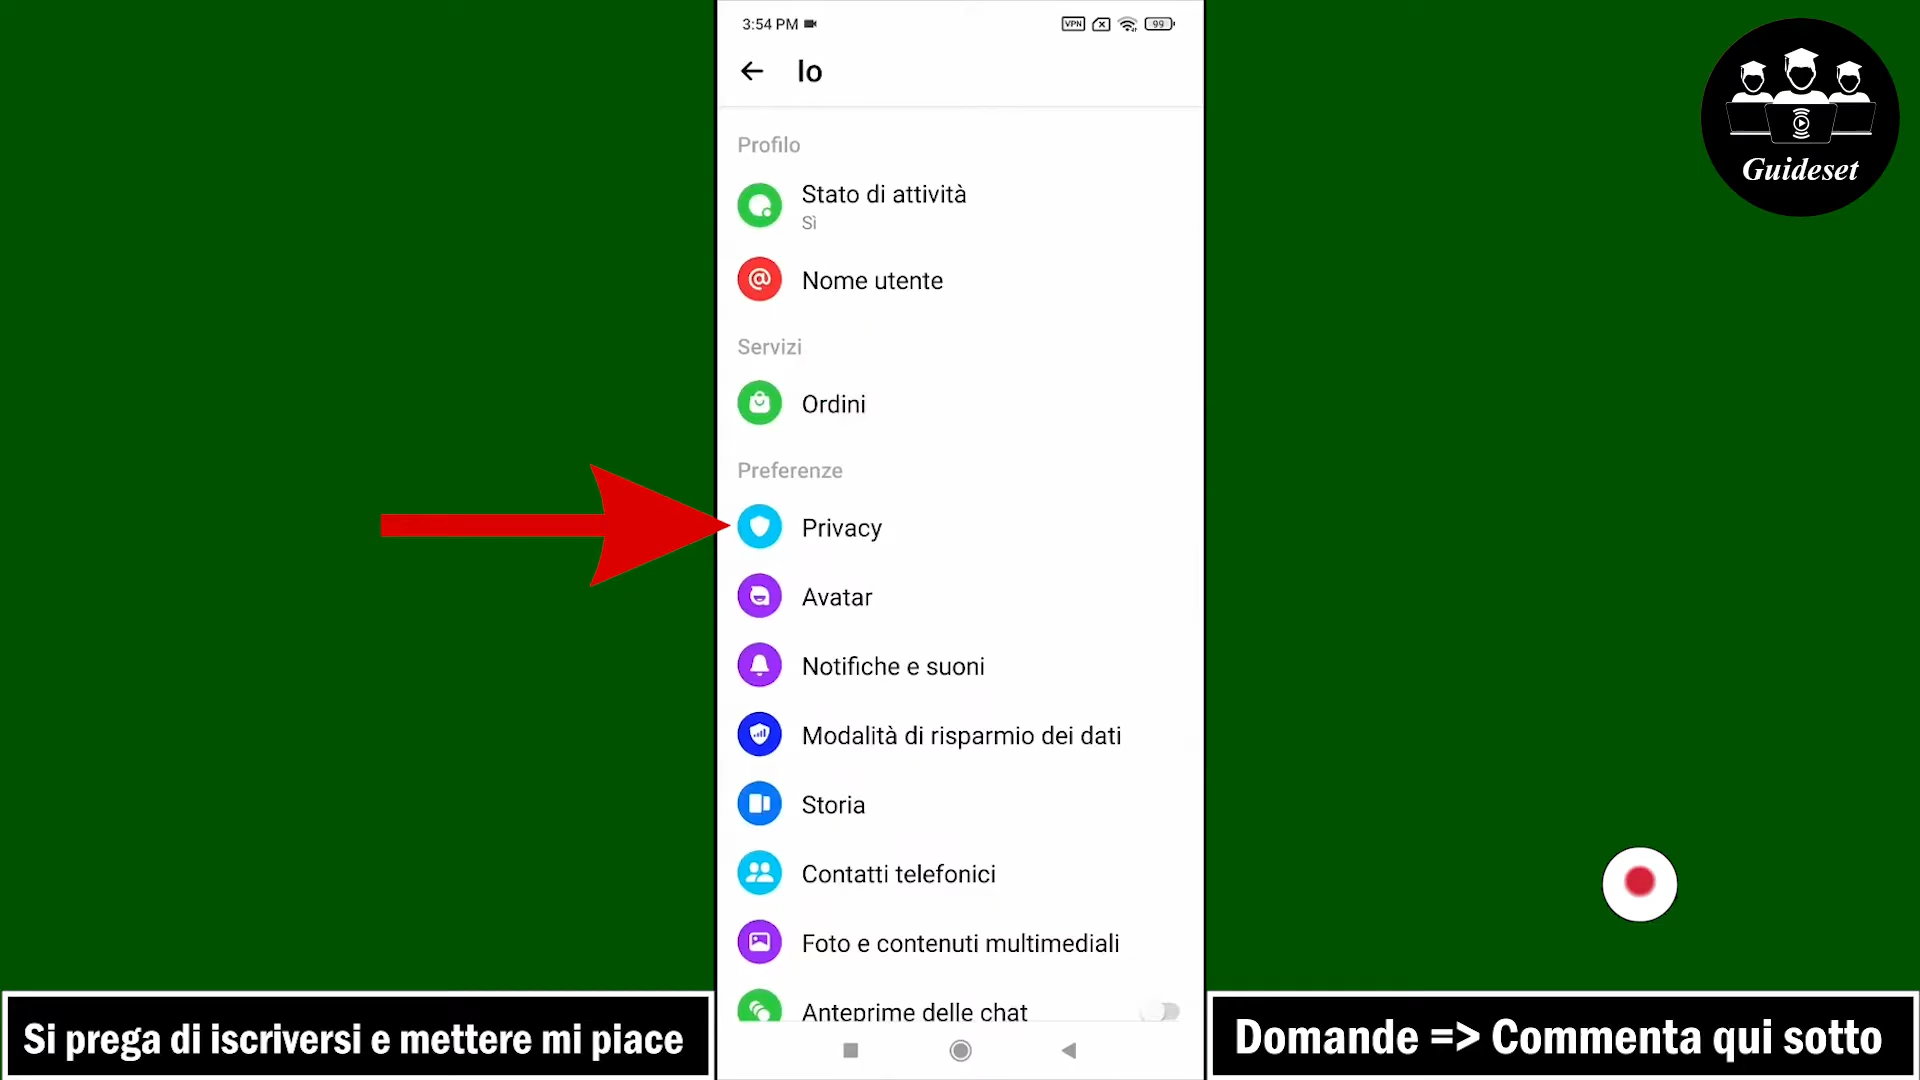 3:54 PM
VPN
99
Io
Profilo
Stato di attività
Sì
@
Nome utente
Servizi
Ordini
Preferenze
Privacy
Avatar
Notifiche e suoni
Modalità di risparmio dei dati
Storia
Contatti telefonici
Foto e contenuti multimediali
Anteprime delle chat
Guideset
Si prega di iscriversi e mettere mi piace
Domande => Commenta qui sotto